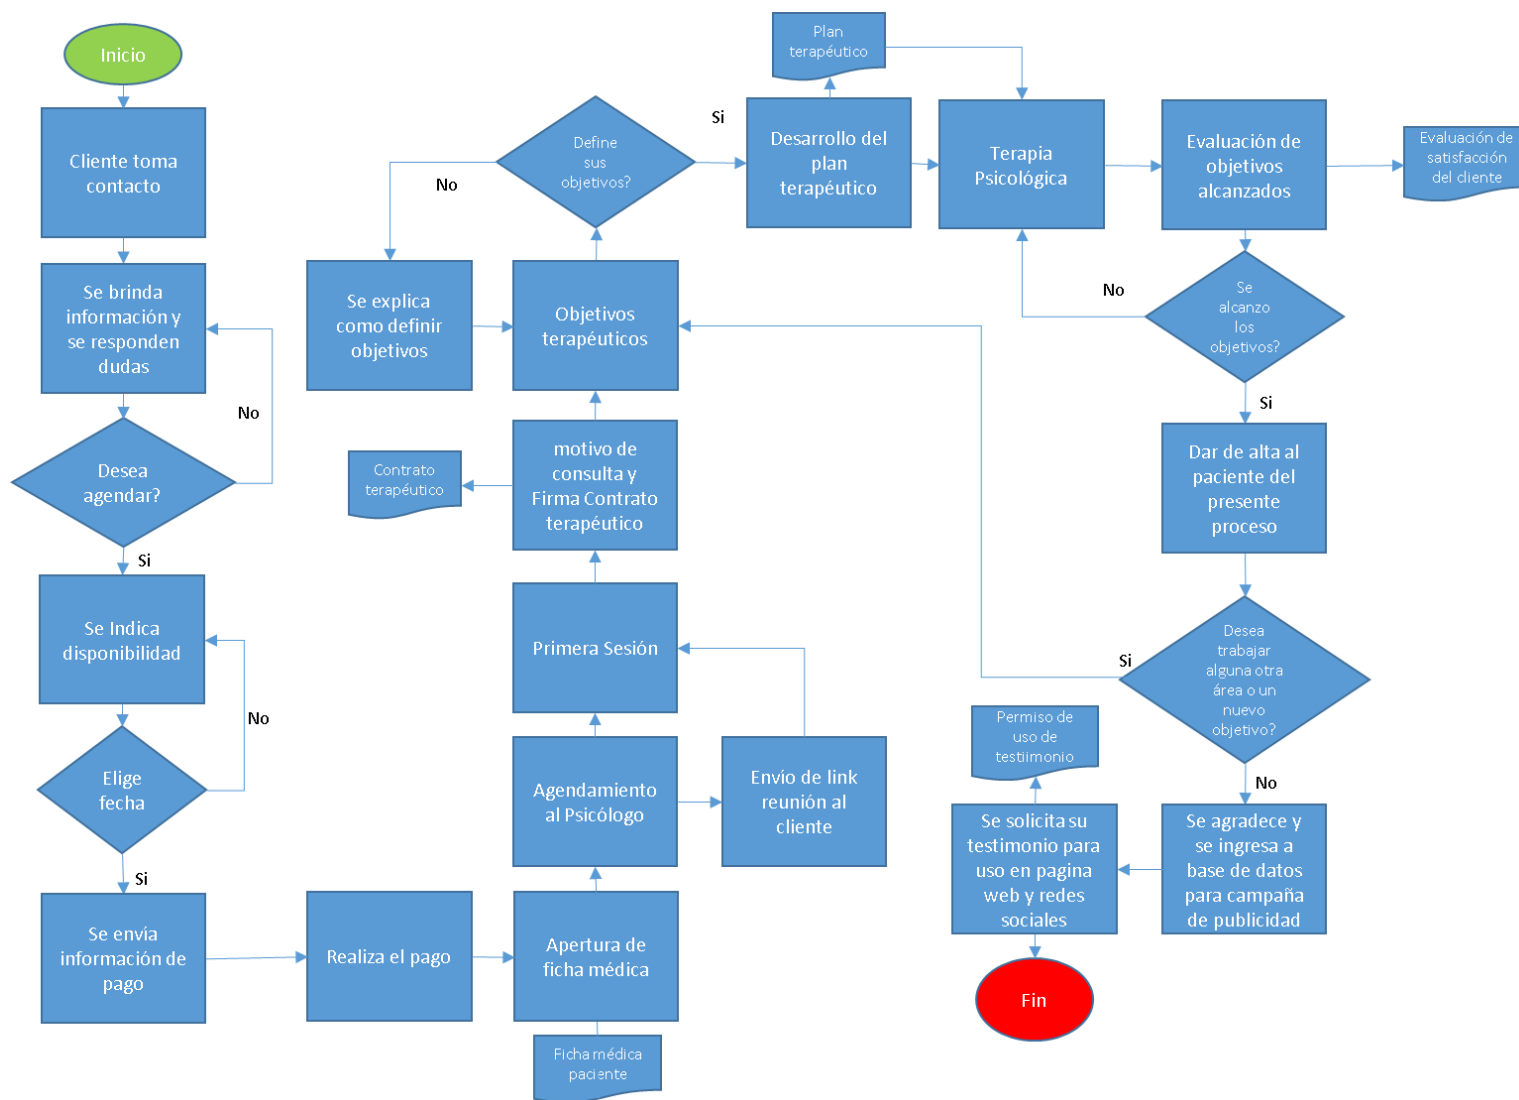 Inicio
Cliente toma
contacto
Se brinda
información y
se responden
dudas
No
Desea
agendar?
Si
Se Indica
disponibilidad
No
Elige
fecha
Si
Se envía
información de
pago
Realiza el pago
Apertura de
ficha médica
Ficha médica
paciente
Agendamiento
al Psicólogo
Envío de link
reunión al
cliente
Primera Sesión
motivo de
consulta y
Firma Contrato
terapéutico
Contrato
terapéutico
Objetivos
terapéuticos
Se explica
como definir
objetivos
No
Define
sus
objetivos?
Si
Desarrollo del
plan
terapéutico
Plan
terapéutico
Terapia
Psicológica
Evaluación de
objetivos
alcanzados
Evaluación de
satisfacción
del cliente
No
Se
alcanzo
los
objetivos?
Si
Dar de alta al
paciente del
presente
proceso
Desea
trabajar
alguna otra
área o un
nuevo
objetivo?
Si
No
Se agradece y
se ingresa a
base de datos
para campaña
de publicidad
Se solicita su
testimonio para
uso en pagina
web y redes
sociales
Permiso de
uso de
testiimonio
Fin